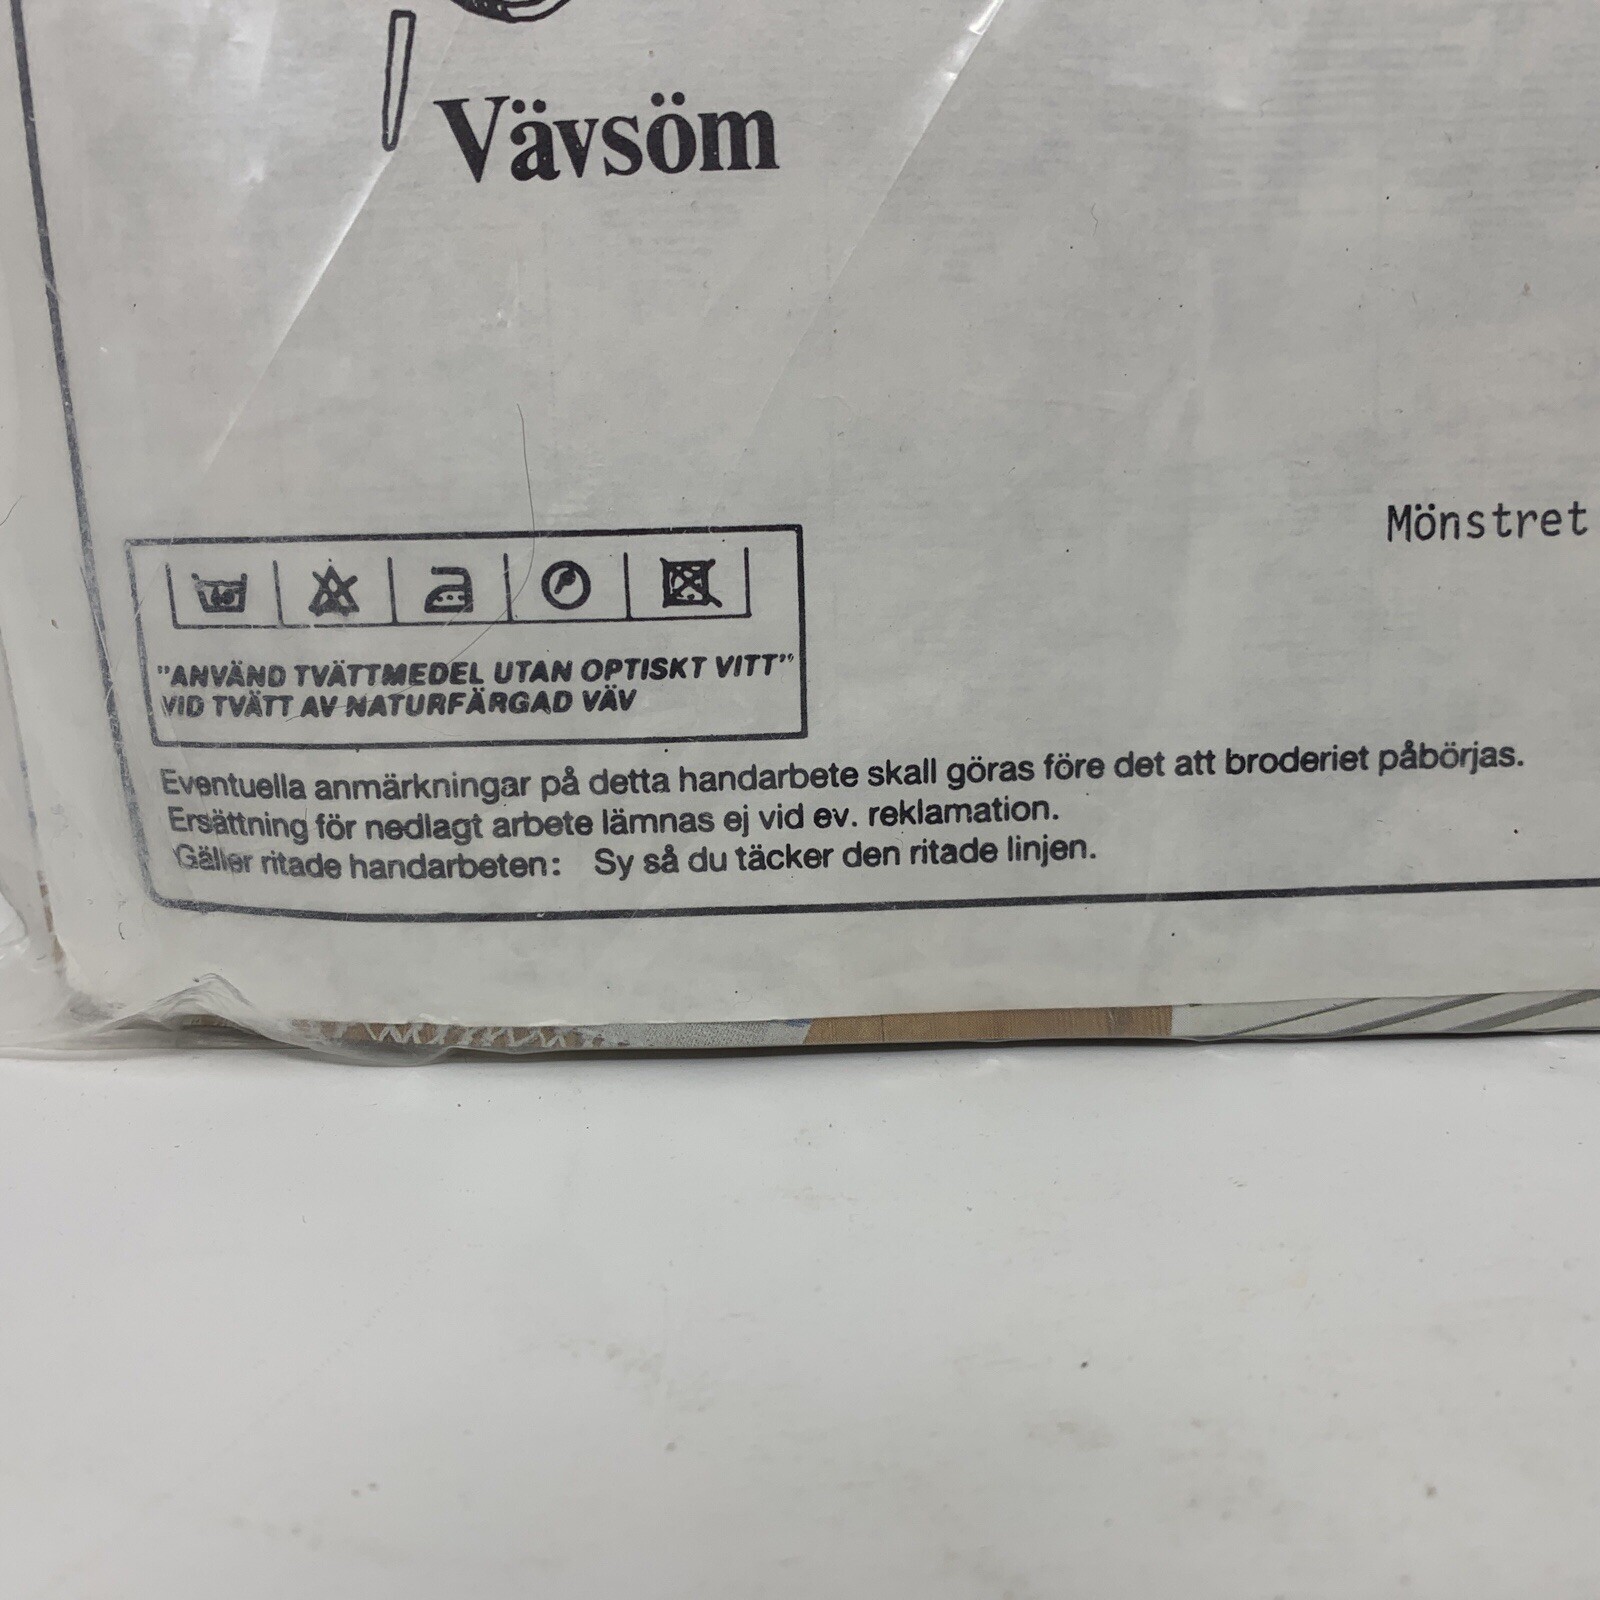 Vävsöm
Mönstret
"ANVÄND TVÄTTMEDEL UTAN OPTISKT VITT"
VID TVÄTT AV NATURFÄRGAD VÄV
Eventuella anmärkningar på detta handarbete skall göras före det att broderiet påbörjas.
Ersättning för nedlagt arbete lämnas ej vid ev. reklamation.
Gäller ritade handarbeten: Sy så du täcker den ritade linjen.